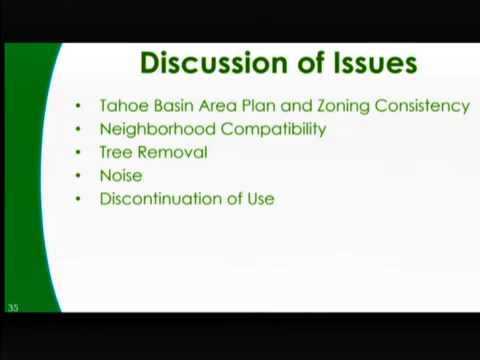 Discussion of Issues
• Tahoe Basin Area Plan and Zoning Consistency
• Neighborhood Compatibility
• Tree Removal
• Noise
• Discontinuation of Use
35